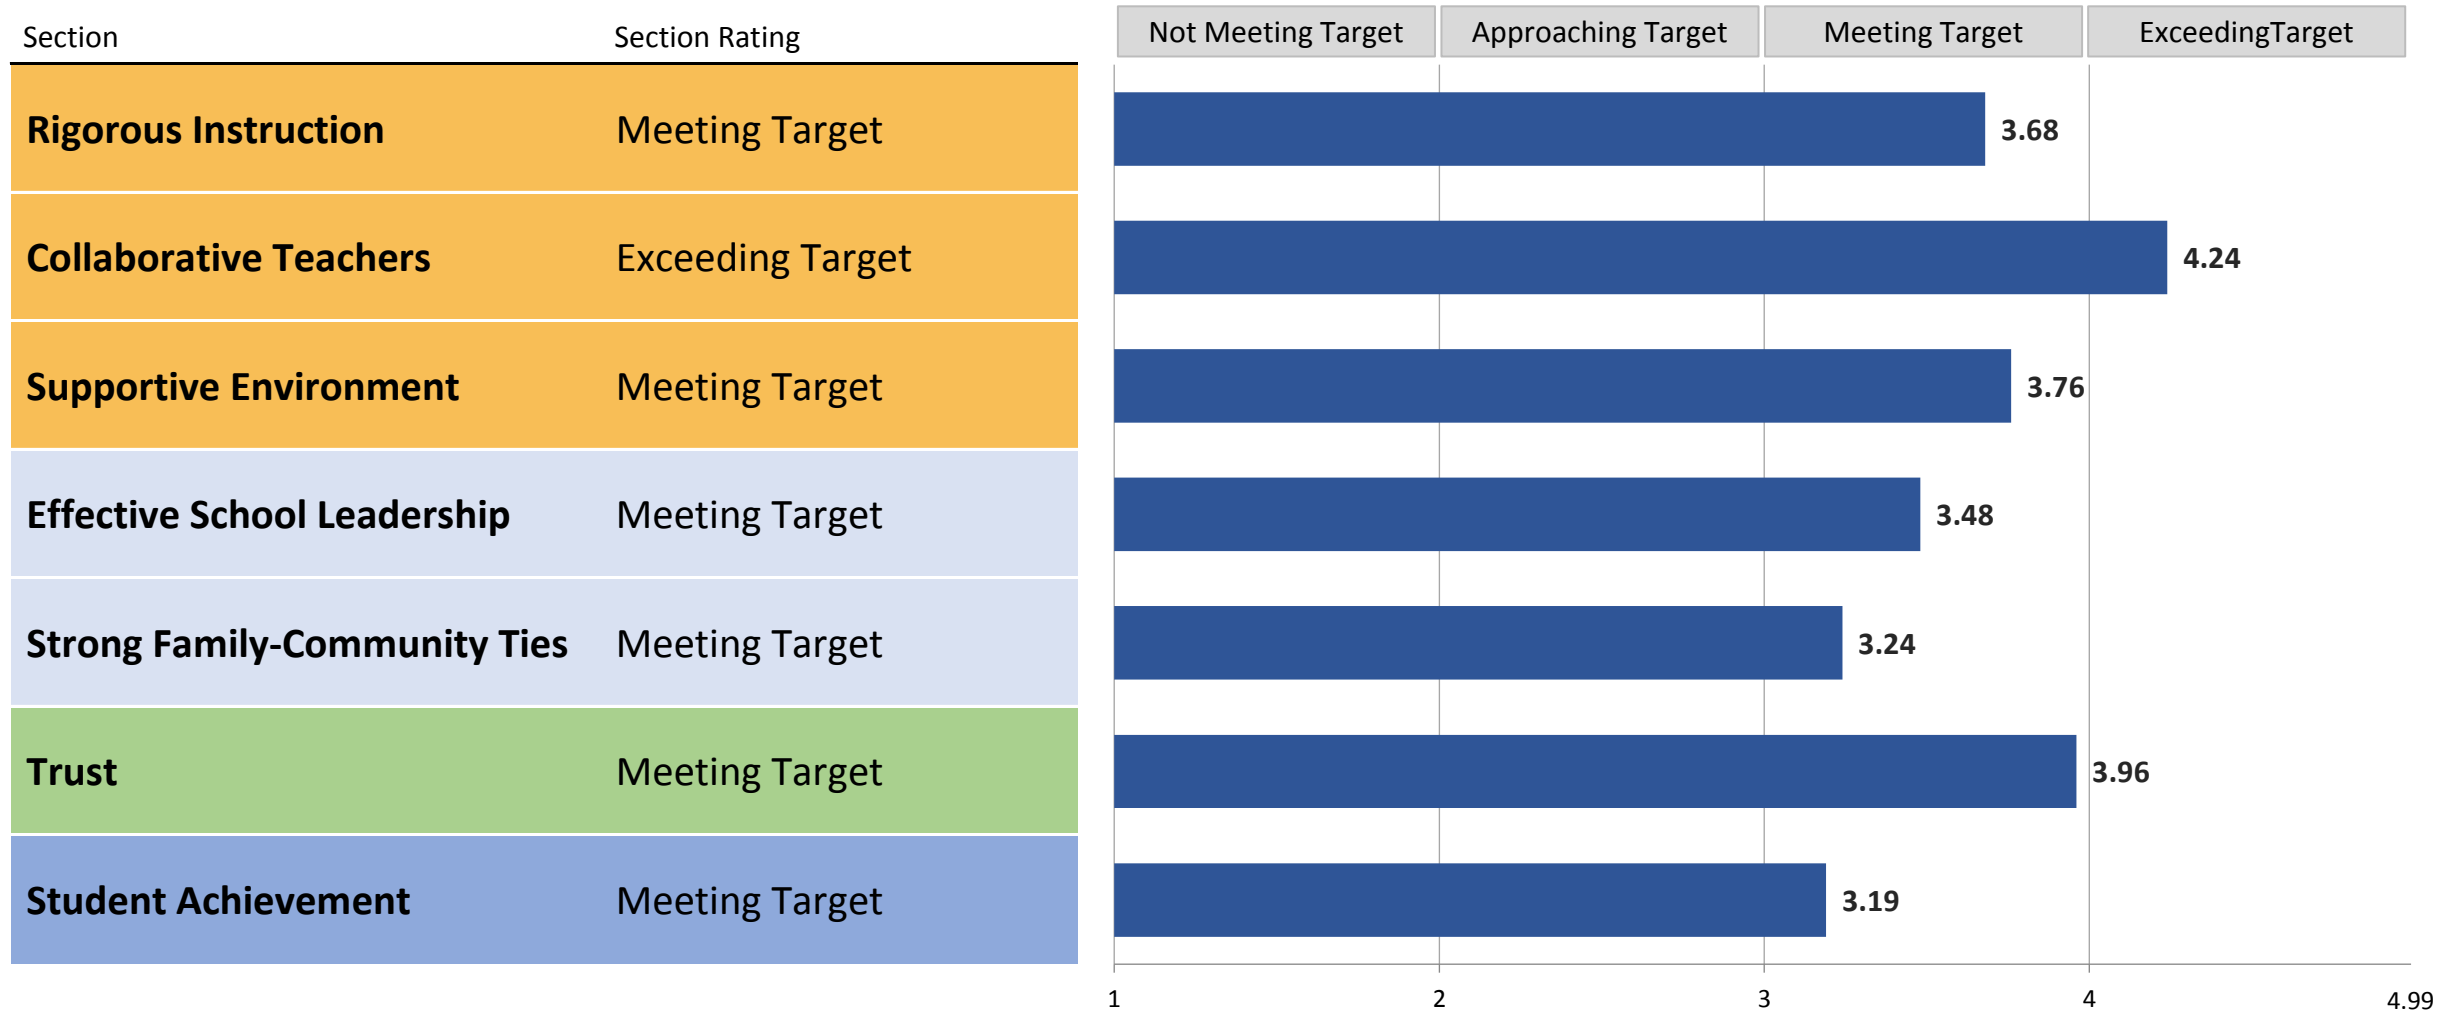 Section Section Rating Not Meeting Target Approaching Target Meeting Target ExceedingTarget
Rigorous Instruction Meeting Target 3.68
Collaborative Teachers Exceeding Target 4.24
Supportive Environment Meeting Target 3.76
Effective School Leadership Meeting Target 3.48
Strong Family-Community Ties Meeting Target 3.24
Trust Meeting Target 3.96
Student Achievement Meeting Target 3.19
1 2 3 4 4.99